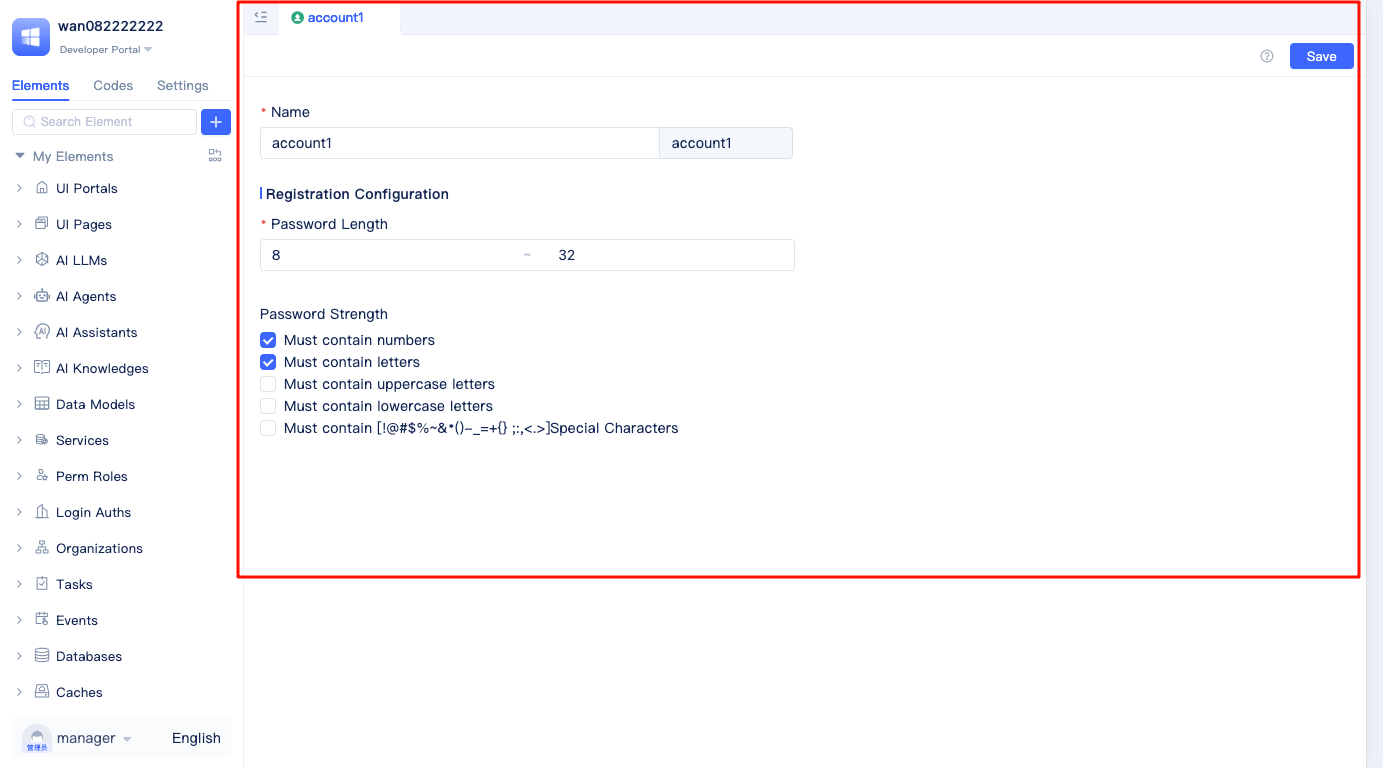 wan082222222
Developer Portal
Elements Codes Settings
Search Element
My Elements
UI Portals
UI Pages
AI LLMs
AI Agents
AI Assistants
AI Knowledges
Data Models
Services
Perm Roles
Login Auths
Organizations
Tasks
Events
Databases
Caches
管理员
manager English
account1
Save
* Name
account1 account1
Registration Configuration
* Password Length
8 ~ 32
Password Strength
Must contain numbers
Must contain letters
Must contain uppercase letters
Must contain lowercase letters
Must contain [!@#$%~&*()-_=+{} ;:,<.>]Special Characters